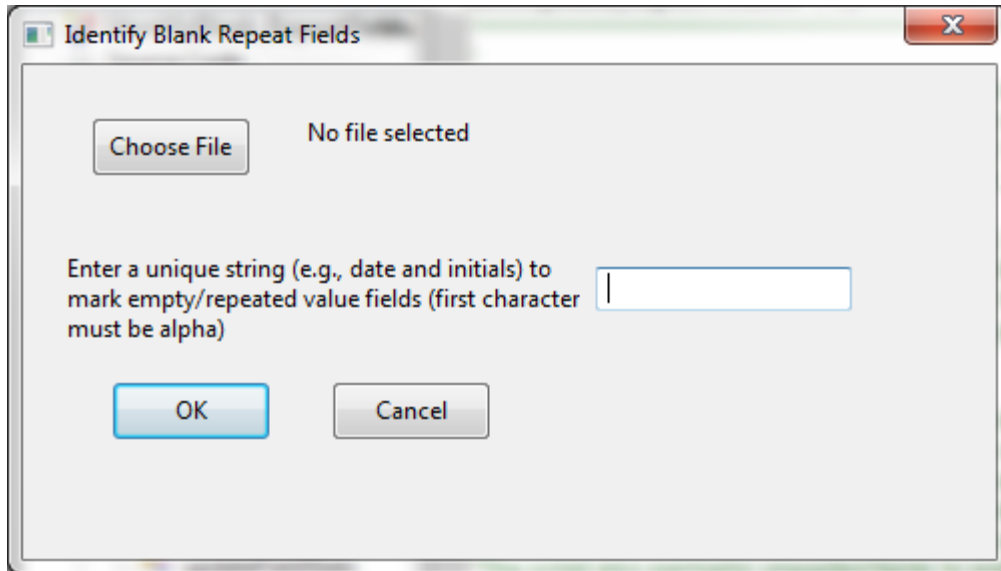 Identify Blank Repeat Fields
Choose File
No file selected
Enter a unique string (e.g., date and initials) to
mark empty/repeated value fields (first character
must be alpha)
OK
Cancel